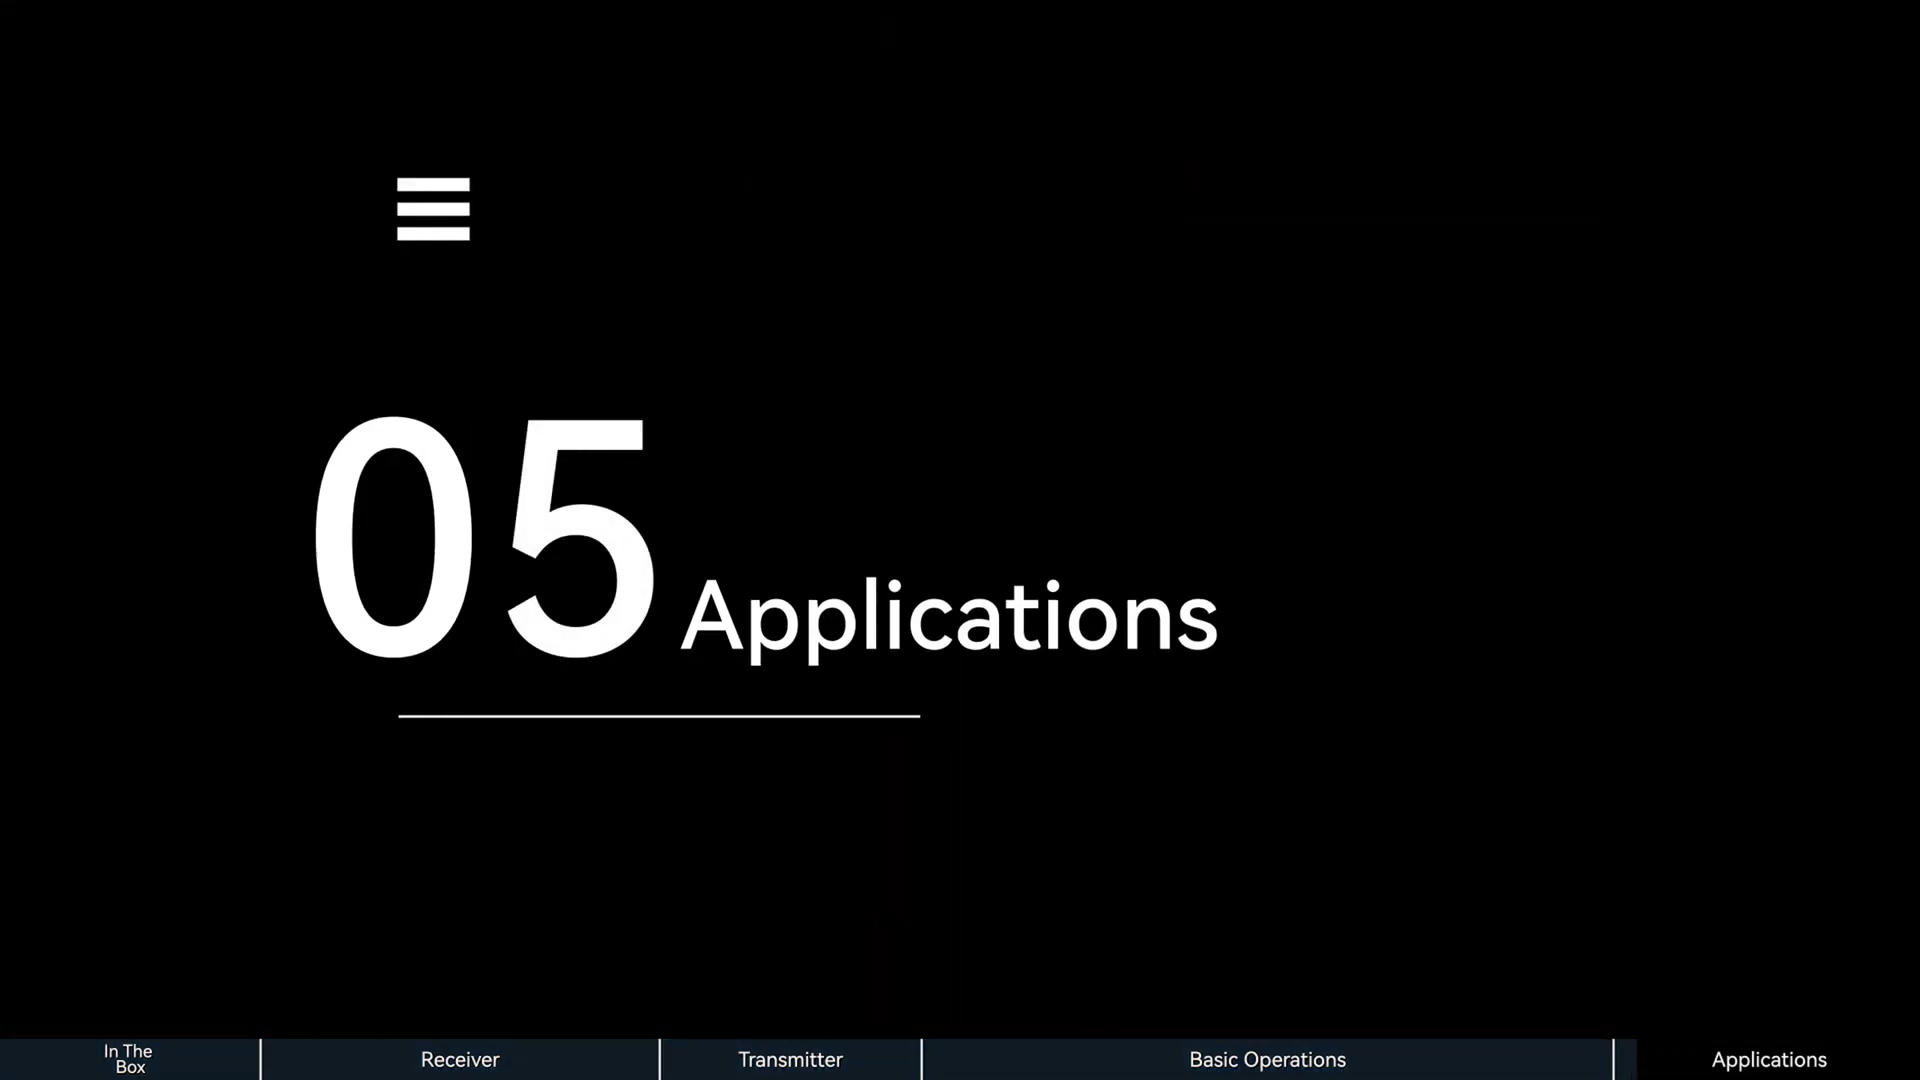 05 Applications
In The
Box
Receiver
Transmitter
Basic Operations
Applications